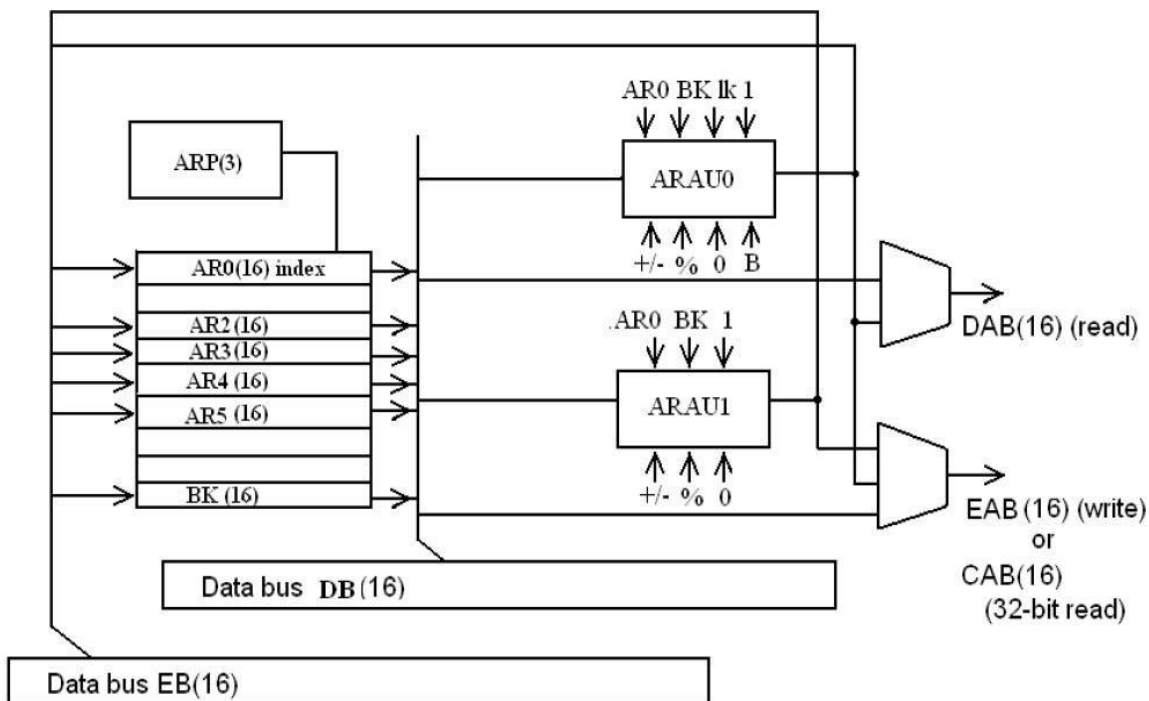 AR0 BK lk 1
ARP(3)
ARAU0
+/- % 0 B
AR0(16) index
AR2(16)
AR3(16)
AR4(16)
AR5(16)
BK(16)
DAB(16) (read)
.AR0 BK 1
ARAU1
+/- % 0
EAB(16) (write)
or
CAB(16)
(32-bit read)
Data bus DB(16)
Data bus EB(16)